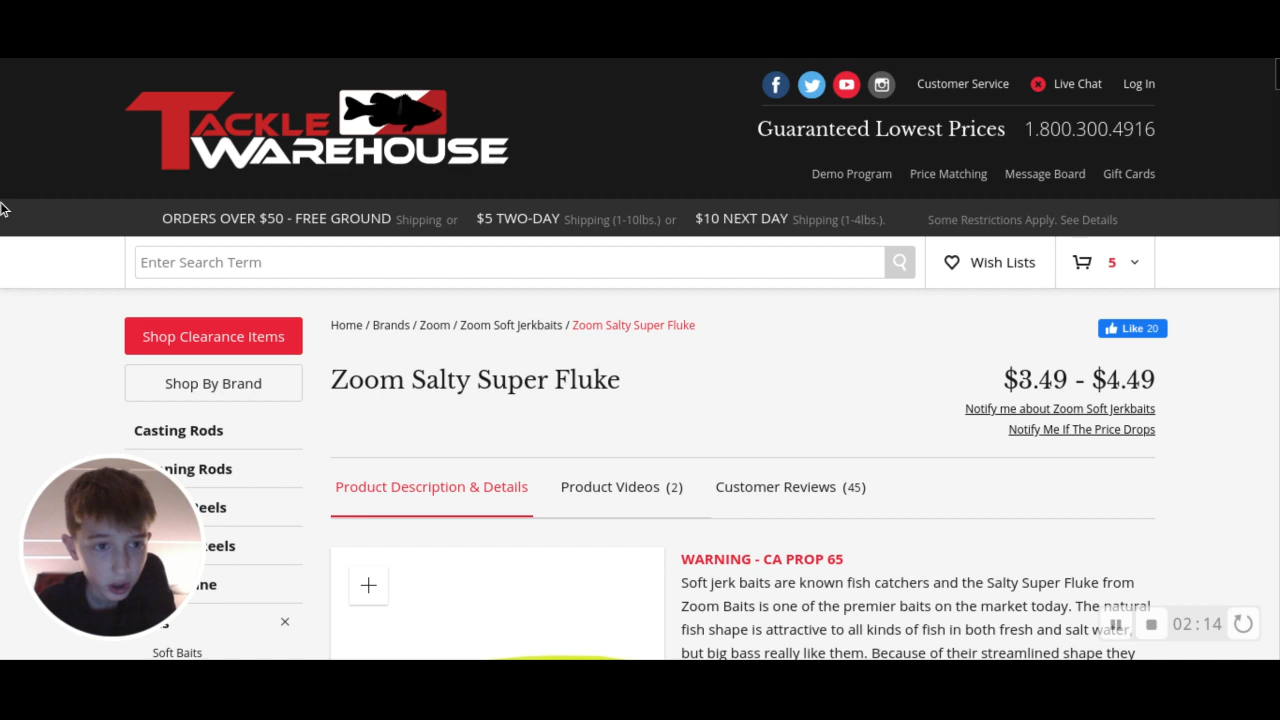 TACKLE
WAREHOUSE
Customer Service
Live Chat
Log In
Guaranteed Lowest Prices 1.800.300.4916
Demo Program
Price Matching
Message Board
Gift Cards
ORDERS OVER $50 - FREE GROUND Shipping or $5 TWO-DAY Shipping (1-10lbs.) or $10 NEXT DAY Shipping (1-4lbs.). Some Restrictions Apply. See Details
Enter Search Term
Wish Lists
5
Shop Clearance Items
Home / Brands / Zoom / Zoom Soft Jerkbaits / Zoom Salty Super Fluke
Like 20
Shop By Brand
Zoom Salty Super Fluke
$3.49 - $4.49
Notify me about Zoom Soft Jerkbaits
Notify Me If The Price Drops
Casting Rods
ning Rods
eels
eels
ne
s
Soft Baits
Product Description & Details
Product Videos (2)
Customer Reviews (45)
WARNING - CA PROP 65
Soft jerk baits are known fish catchers and the Salty Super Fluke from
Zoom Baits is one of the premier baits on the market today. The natural
fish shape is attractive to all kinds of fish in both fresh and salt water,
but big bass really like them. Because of their streamlined shape they
02:14